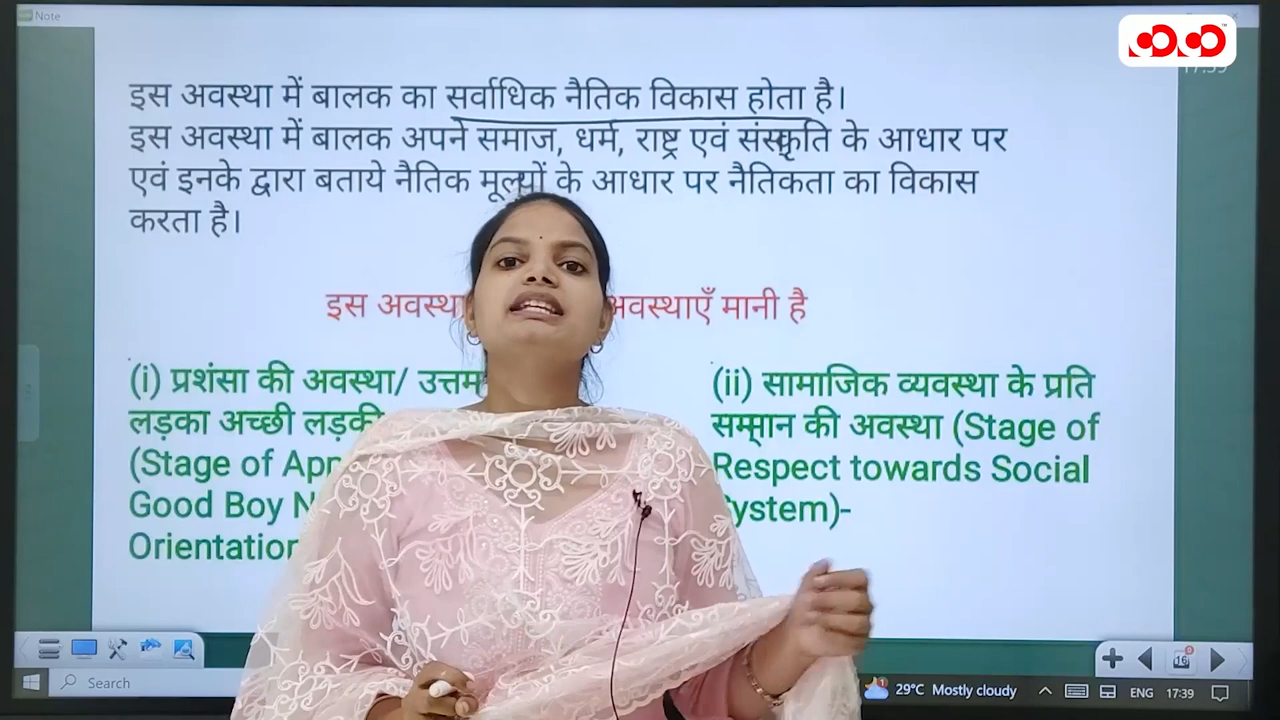 Note
इस अवस्था में बालक का सर्वाधिक नैतिक विकास होता है।
इस अवस्था में बालक अपने समाज, धर्म, राष्ट्र एवं संस्कृति के आधार पर
एवं इनके द्वारा बताये नैतिक मूल्यों के आधार पर नैतिकता का विकास
करता है।
इस अवस्था अवस्थाएँ मानी है
(i) प्रशंसा की अवस्था/ उत्तम
लड़का अच्छी लड़की
(Stage of
Good Boy
Orientation
(ii) सामाजिक व्यवस्था के प्रति
सम्मान की अवस्था (Stage of
Respect towards Social
System)-
Search
29°C Mostly cloudy
ENG
17:39
16